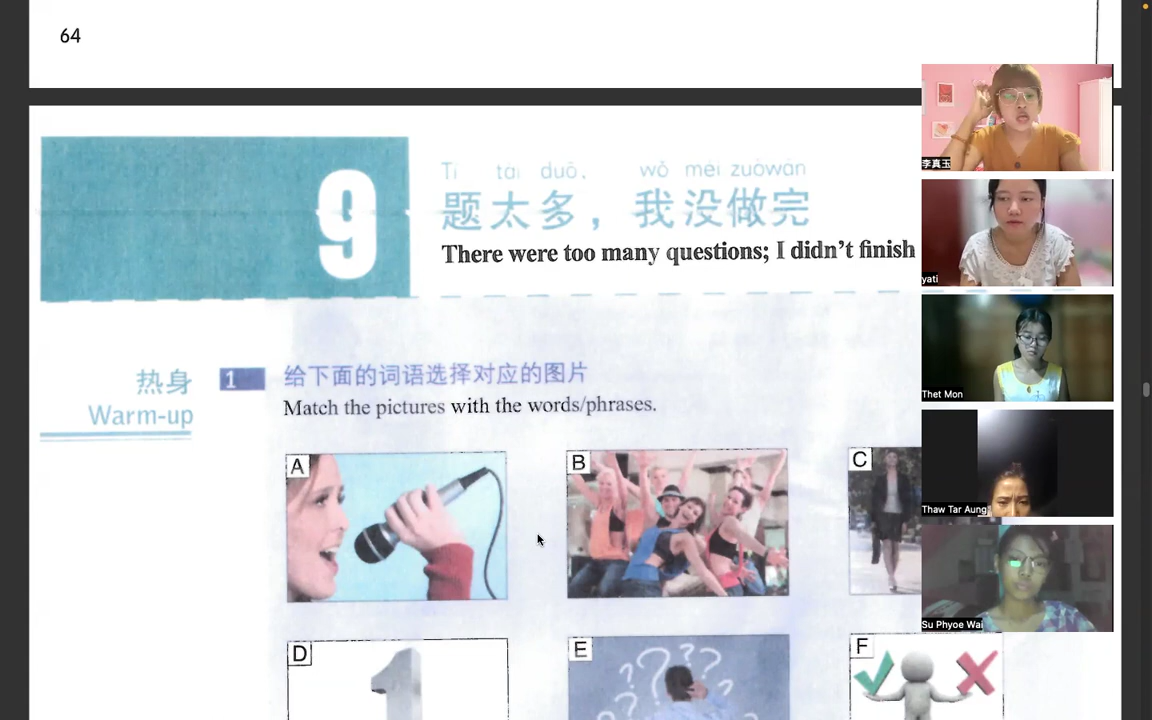 64
9
Tí tài duō, wǒ méi zuòwán
题太多，我没做完
There were too many questions; I didn't finish
热身
Warm-up
1 给下面的词语选择对应的图片
Match the pictures with the words/phrases.
A
B
C
D
E
F
李真玉
yati
Thet Mon
Thaw Tar Aung
Su Phyoe Wai